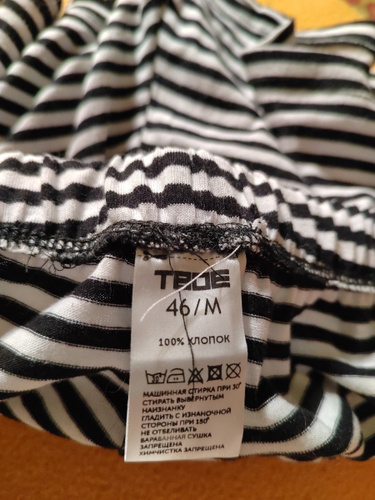 ТВОЕ
46/M
100% ХЛОПОК
МАШИННАЯ СТИРКА ПРИ 30°
СТИРАТЬ ВЫВЕРНУТЫМ
НАИЗНАНКУ
ГЛАДИТЬ С ИЗНАНОЧНОЙ
СТОРОНЫ ПРИ 150°
НЕ ОТБЕЛИВАТЬ
БАРАБАННАЯ СУШКА
ЗАПРЕЩЕНА
ХИМЧИСТКА ЗАПРЕЩЕНА